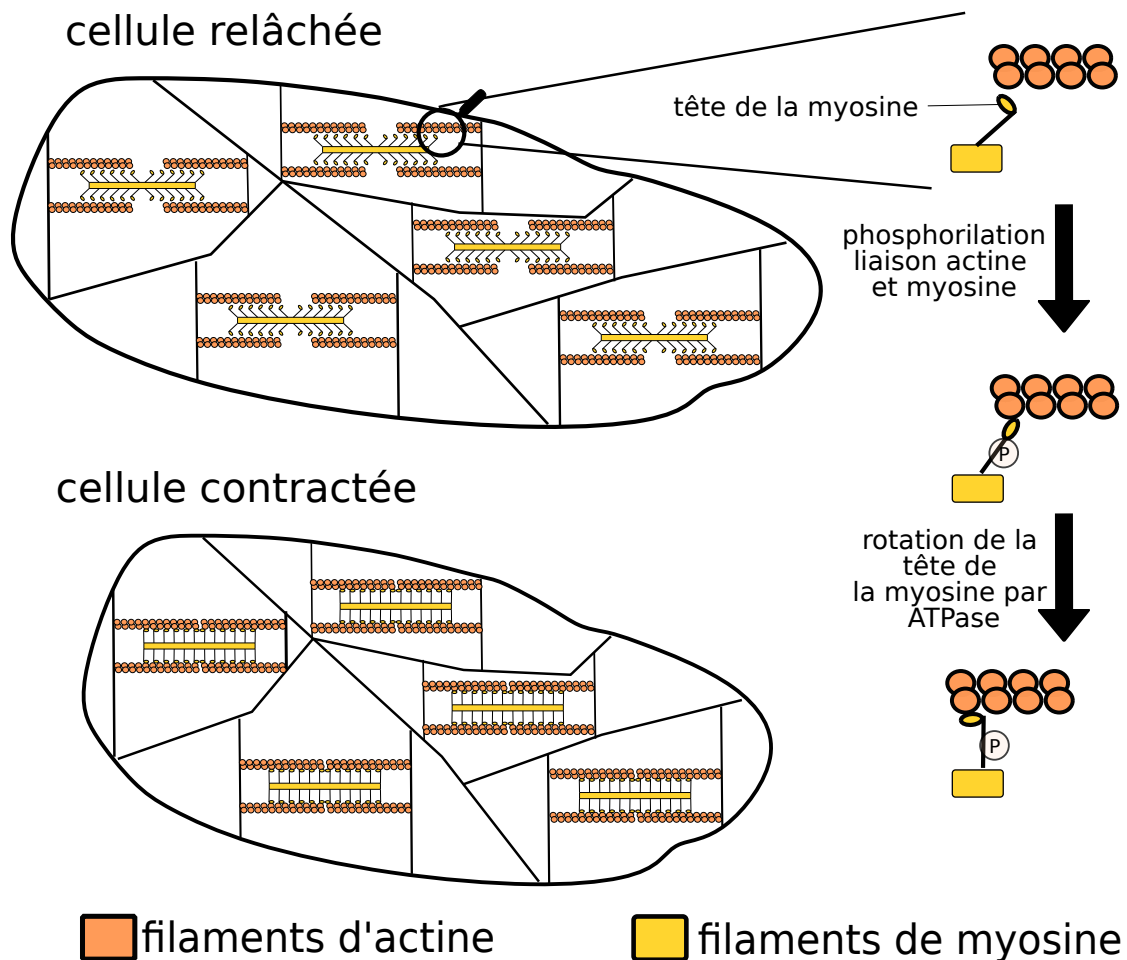 cellule relâchée
tête de la myosine
phosphorilation
liaison actine
et myosine
P
cellule contractée
rotation de la
tête de
la myosine par
ATPase
P
filaments d'actine
filaments de myosine